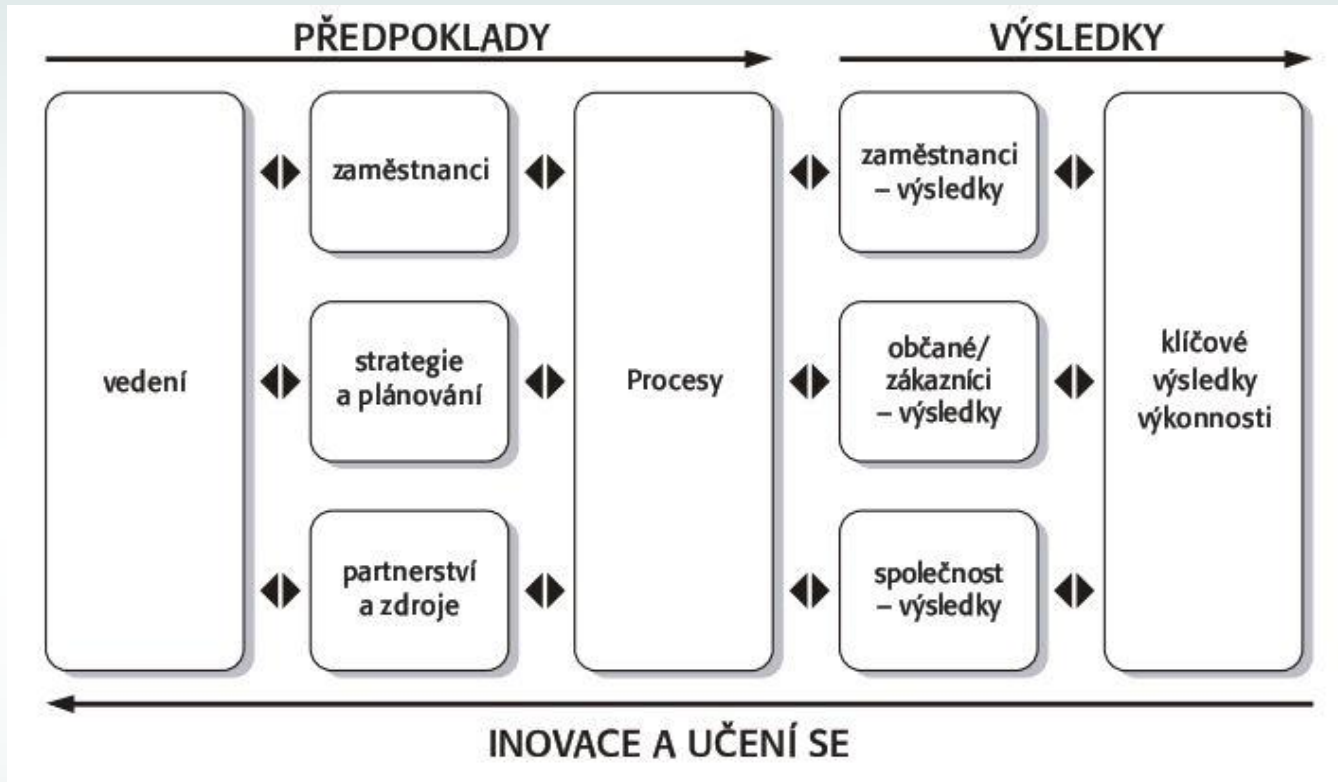 PŘEDPOKLADY
VÝSLEDKY
vedení
zaměstnanci
strategie
a plánování
partnerství
a zdroje
Procesy
zaměstnanci
– výsledky
občané/
zákazníci
– výsledky
společnost
– výsledky
klíčové
výsledky
výkonnosti
INOVACE A UČENÍ SE